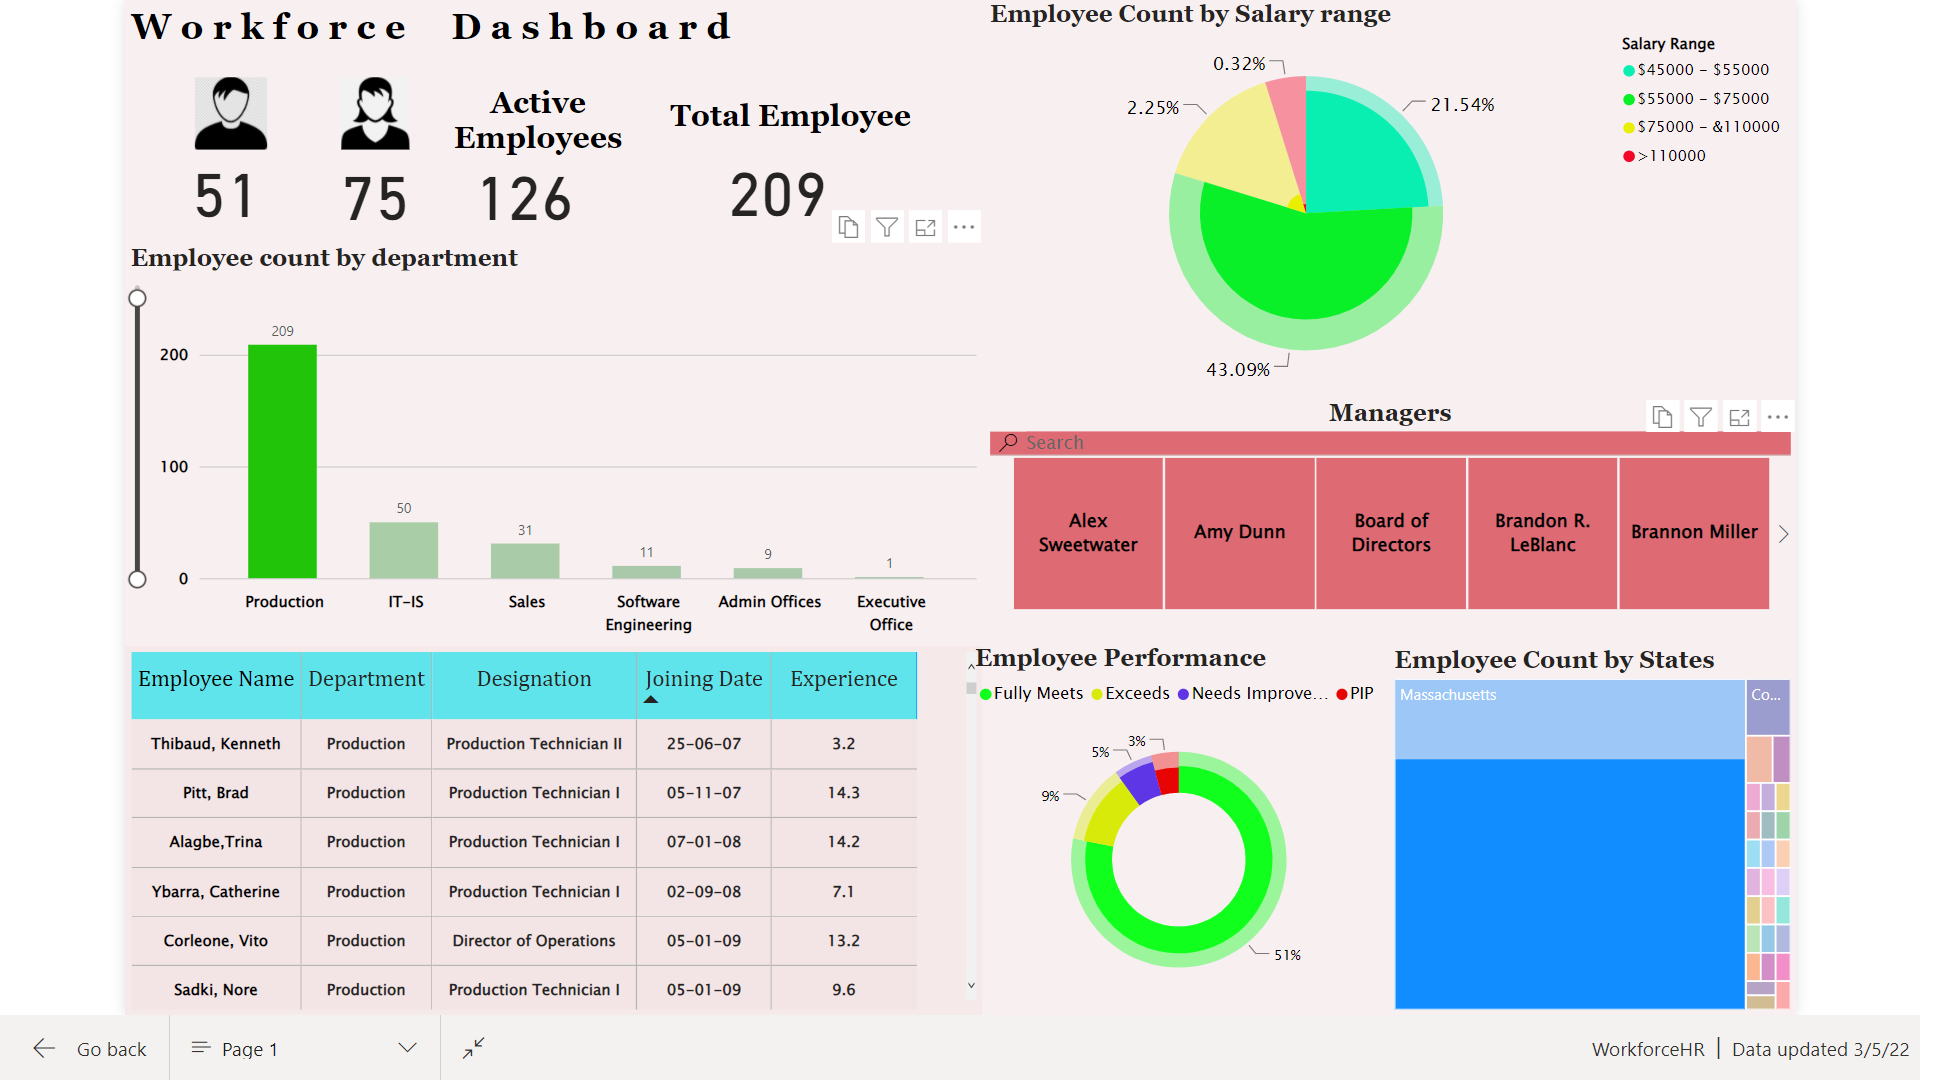 Workforce Dashboard
Active
Employees
Total Employee
51
75
126
209
Employee count by department
200
100
0
209
50
31
11
9
1
Production
IT-IS
Sales
Software
Engineering
Admin Offices
Executive
Office
Employee Name Department Designation Joining Date Experience
Thibaud, Kenneth Production Production Technician II 25-06-07 3.2
Pitt, Brad Production Production Technician I 05-11-07 14.3
Alagbe,Trina Production Production Technician I 07-01-08 14.2
Ybarra, Catherine Production Production Technician I 02-09-08 7.1
Corleone, Vito Production Director of Operations 05-01-09 13.2
Sadki, Nore Production Production Technician I 05-01-09 9.6
Employee Count by Salary range
0.32%
2.25%
21.54%
43.09%
Salary Range
$45000 - $55000
$55000 - $75000
$75000 - &110000
>110000
Managers
Search
Alex
Sweetwater
Amy Dunn
Board of
Directors
Brandon R.
LeBlanc
Brannon Miller
Employee Performance
Fully Meets Exceeds Needs Improve... PIP
3%
5%
9%
51%
Employee Count by States
Massachusetts
Co...
Go back
Page 1
WorkforceHR | Data updated 3/5/22